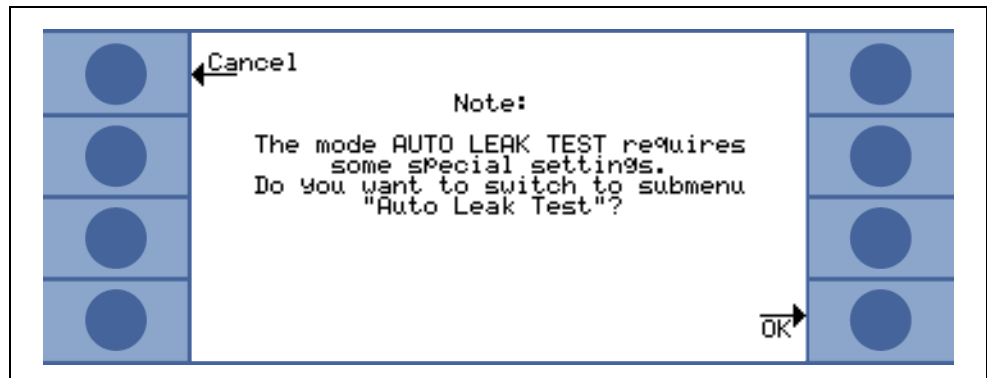 Cancel
Note:
The mode AUTO LEAK TEST requires
some special settings.
Do you want to switch to submenu
"Auto Leak Test"?
OK